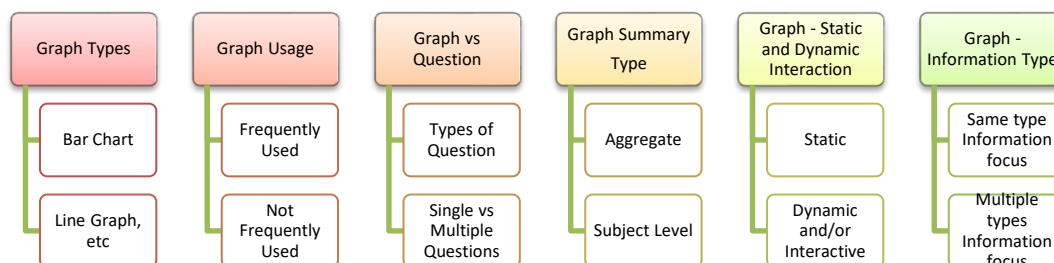 Graph Types
Graph Usage
Graph vs
Question
Graph Summary
Type
Graph - Static
and Dynamic
Interaction
Graph -
Information Type
Bar Chart
Frequently
Used
Types of
Question
Aggregate
Static
Same type
Information
focus
Line Graph,
etc
Not
Frequently
Used
Single vs
Multiple
Questions
Subject Level
Dynamic
and/or
Interactive
Multiple
types
Information
focus